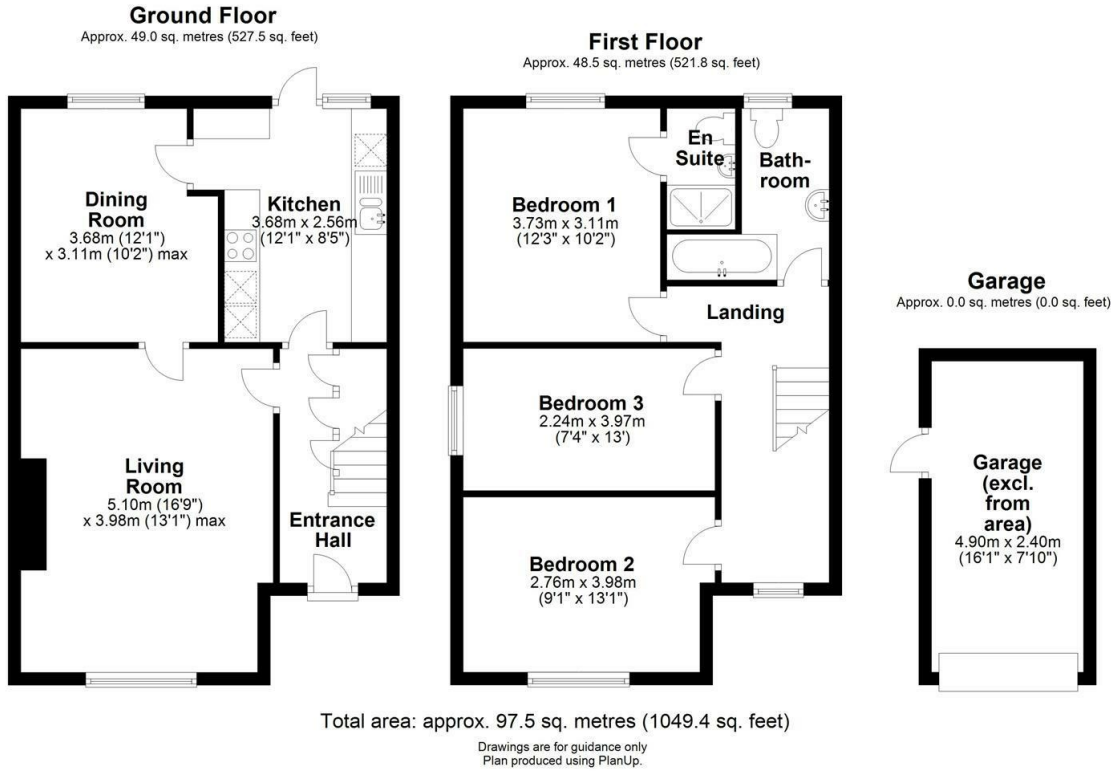 Ground Floor
Approx. 49.0 sq. metres (527.5 sq. feet)
Dining
Room
3.68m (12'1")
x 3.11m (10'2") max
Kitchen
3.68m x 2.56m
(12'1" x 8'5")
Living
Room
5.10m (16'9")
x 3.98m (13'1") max
Entrance
Hall
First Floor
Approx. 48.5 sq. metres (521.8 sq. feet)
Bedroom 1
3.73m x 3.11m
(12'3" x 10'2")
En
Suite
Bath-
room
Landing
Bedroom 3
2.24m x 3.97m
(7'4" x 13')
Bedroom 2
2.76m x 3.98m
(9'1" x 13'1")
Garage
Approx. 0.0 sq. metres (0.0 sq. feet)
Garage
(excl.
from
area)
4.90m x 2.40m
(16'1" x 7'10")
Total area: approx. 97.5 sq. metres (1049.4 sq. feet)
Drawings are for guidance only
Plan produced using PlanUp.